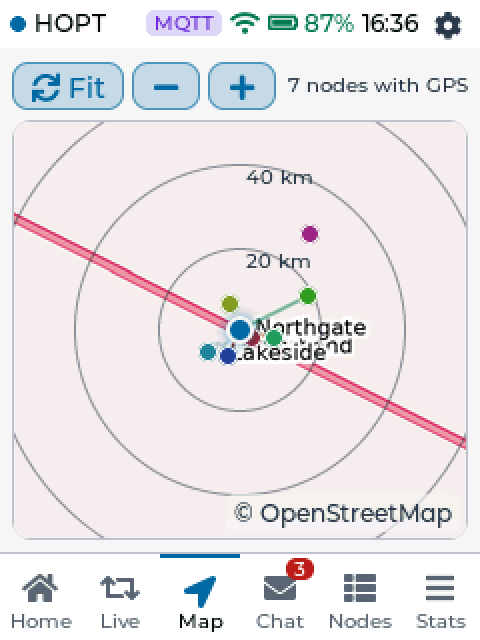 HOPT MQTT 87% 16:36
Fit − + 7 nodes with GPS
40 km
20 km
Northgate
Lakeside
© OpenStreetMap
3
Home Live Map Chat Nodes Stats